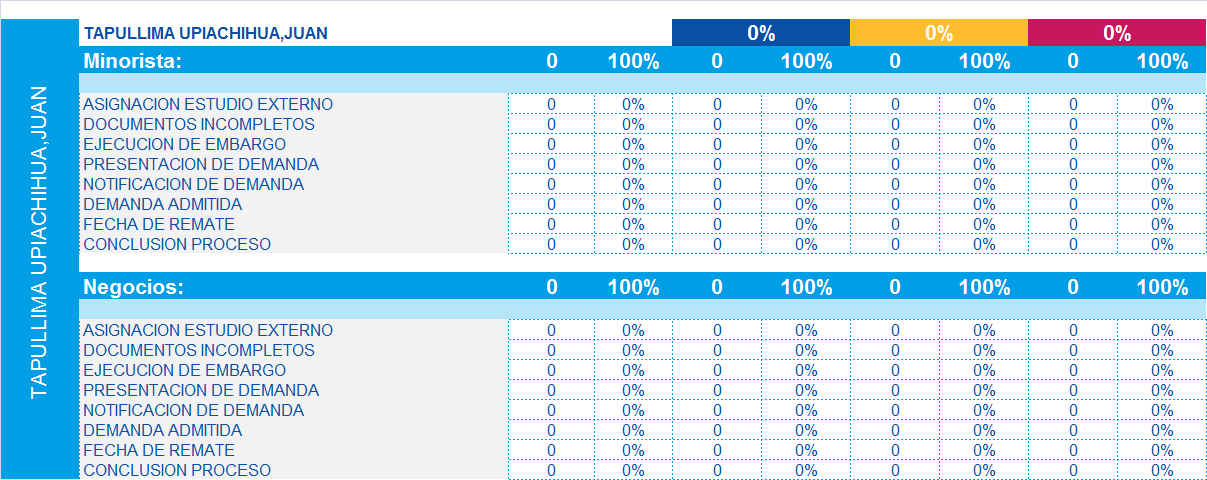 TAPULLIMA UPIACHIHUA,JUAN
TAPULLIMA UPIACHIHUA,JUAN 0% 0% 0%
Minorista: 0 100% 0 100% 0 100% 0 100%
ASIGNACION ESTUDIO EXTERNO 0 0% 0 0% 0 0% 0 0%
DOCUMENTOS INCOMPLETOS 0 0% 0 0% 0 0% 0 0%
EJECUCION DE EMBARGO 0 0% 0 0% 0 0% 0 0%
PRESENTACION DE DEMANDA 0 0% 0 0% 0 0% 0 0%
NOTIFICACION DE DEMANDA 0 0% 0 0% 0 0% 0 0%
DEMANDA ADMITIDA 0 0% 0 0% 0 0% 0 0%
FECHA DE REMATE 0 0% 0 0% 0 0% 0 0%
CONCLUSION PROCESO 0 0% 0 0% 0 0% 0 0%
Negocios: 0 100% 0 100% 0 100% 0 100%
ASIGNACION ESTUDIO EXTERNO 0 0% 0 0% 0 0% 0 0%
DOCUMENTOS INCOMPLETOS 0 0% 0 0% 0 0% 0 0%
EJECUCION DE EMBARGO 0 0% 0 0% 0 0% 0 0%
PRESENTACION DE DEMANDA 0 0% 0 0% 0 0% 0 0%
NOTIFICACION DE DEMANDA 0 0% 0 0% 0 0% 0 0%
DEMANDA ADMITIDA 0 0% 0 0% 0 0% 0 0%
FECHA DE REMATE 0 0% 0 0% 0 0% 0 0%
CONCLUSION PROCESO 0 0% 0 0% 0 0% 0 0%